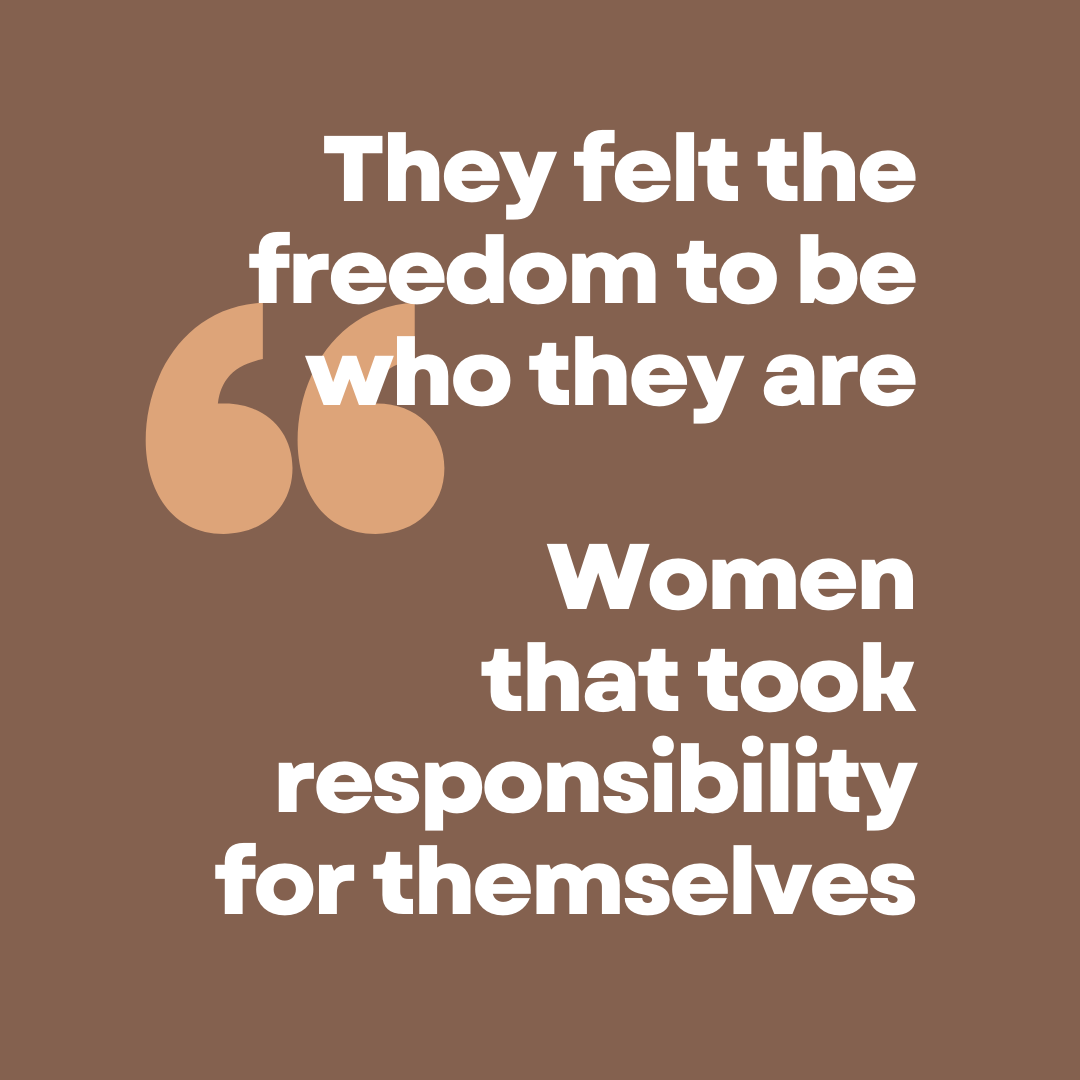 They felt the
freedom to be
who they are
Women
that took
responsibility
for themselves